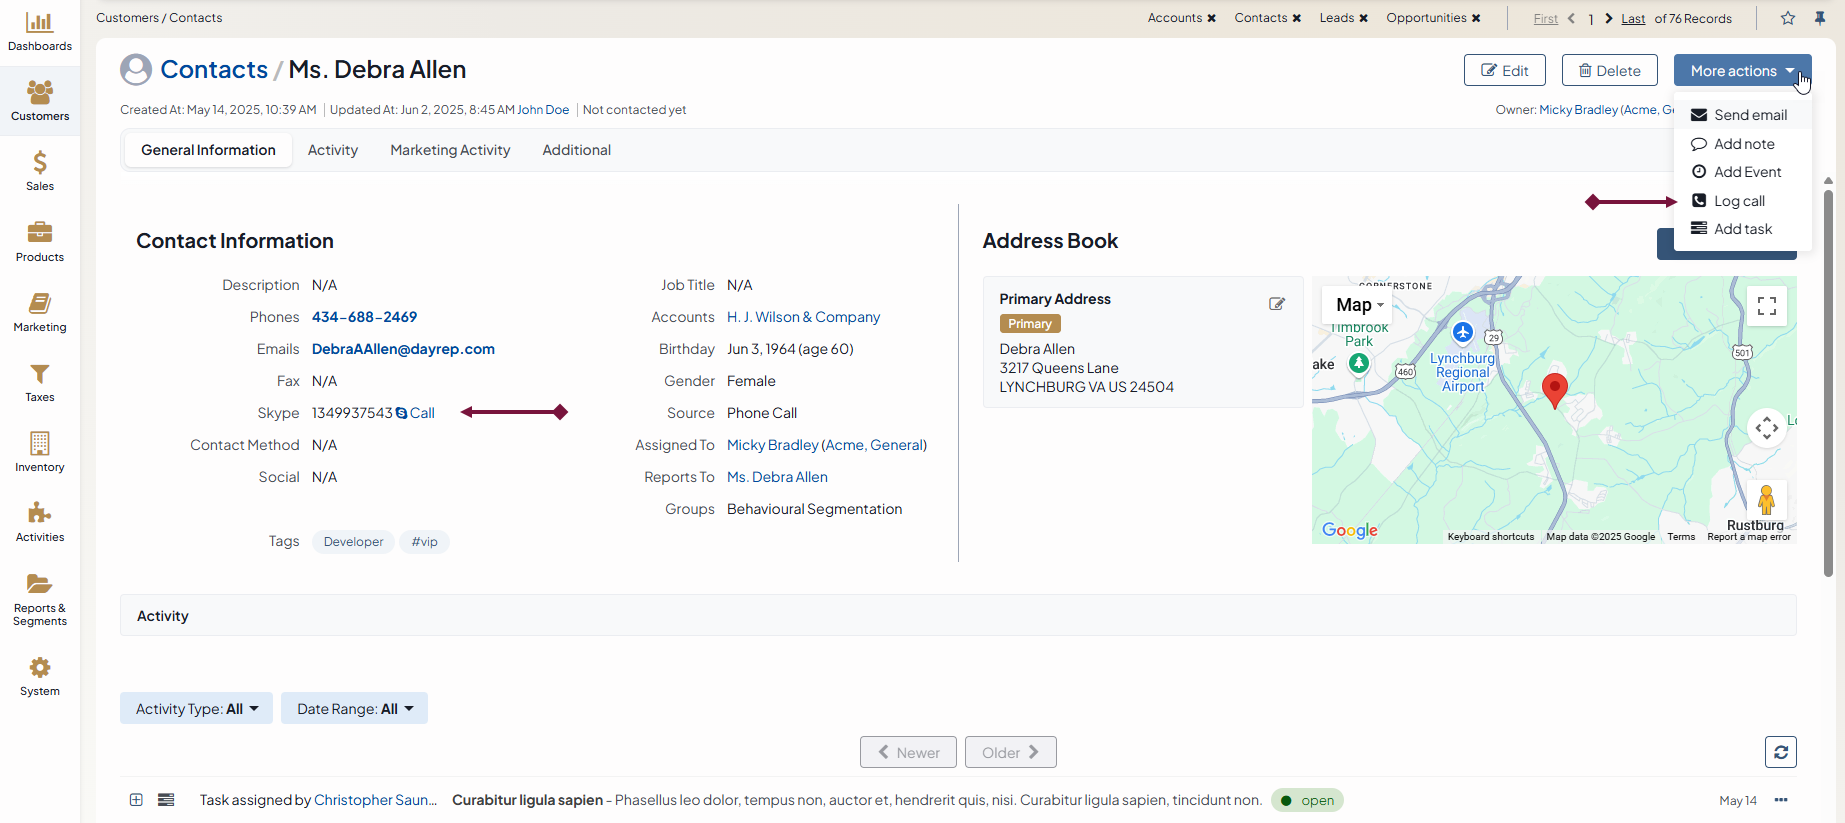 Dashboards
Customers
Sales
Products
Marketing
Taxes
Inventory
Activities
Reports &
Segments
System
Customers / Contacts
Accounts ✖ Contacts ✖ Leads ✖ Opportunities ✖
First 1 Last of 76 Records
Contacts / Ms. Debra Allen
Edit
Delete
More actions
Send email
Add note
Add Event
Log call
Add task
Created At: May 14, 2025, 10:39 AM Updated At: Jun 2, 2025, 8:45 AM John Doe Not contacted yet
Owner: Micky Bradley (Acme, Ge
General Information Activity Marketing Activity Additional
Contact Information
Description N/A
Phones 434-688-2469
Emails DebraAAllen@dayrep.com
Fax N/A
Skype 1349937543 Call
Contact Method N/A
Social N/A
Tags Developer #vip
Job Title N/A
Accounts H. J. Wilson & Company
Birthday Jun 3, 1964 (age 60)
Gender Female
Source Phone Call
Assigned To Micky Bradley (Acme, General)
Reports To Ms. Debra Allen
Groups Behavioural Segmentation
Address Book
Primary Address
Primary
Debra Allen
3217 Queens Lane
LYNCHBURG VA US 24504
CORNERSTONE
Map
Timbrook
Park
ake
29
460
501
Lynchburg
Regional
Airport
Rustburg
Google
Keyboard shortcuts Map data ©2025 Google Terms Report a map error
Activity
Activity Type: All
Date Range: All
Newer
Older
Task assigned by Christopher Saun... Curabitur ligula sapien - Phasellus leo dolor, tempus non, auctor et, hendrerit quis, nisi. Curabitur ligula sapien, tincidunt non. open May 14